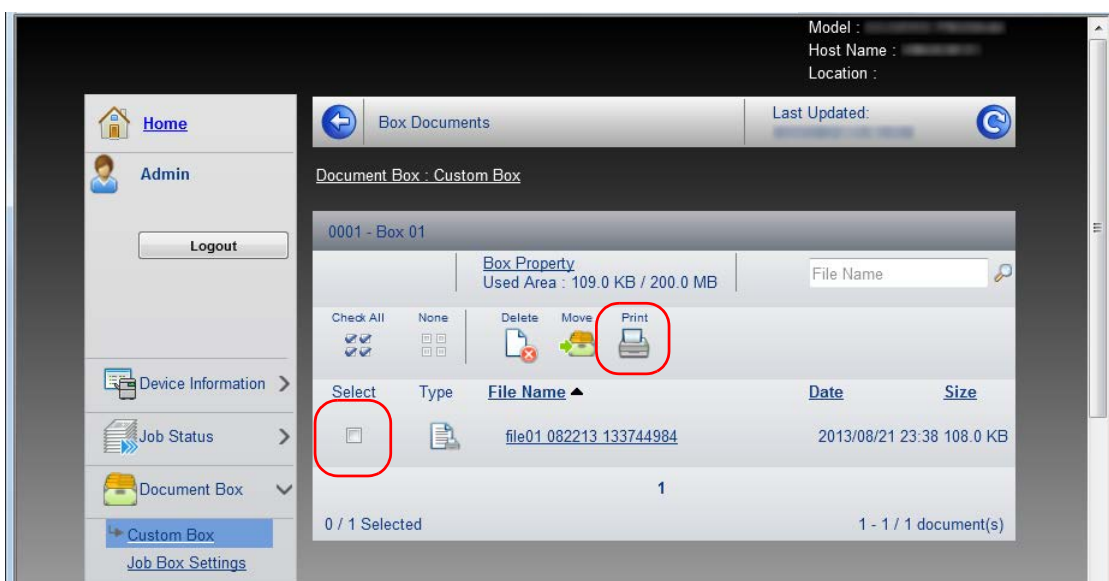 Model :
Host Name :
Location :
Home
Box Documents
Last Updated:
Admin
Document Box : Custom Box
Logout
0001 - Box 01
Box Property
Used Area : 109.0 KB / 200.0 MB
File Name
Check All None Delete Move Print
Device Information
Select Type File Name Date Size
Job Status
file01 082213 133744984 2013/08/21 23:38 108.0 KB
Document Box
1
Custom Box
0 / 1 Selected 1 - 1 / 1 document(s)
Job Box Settings